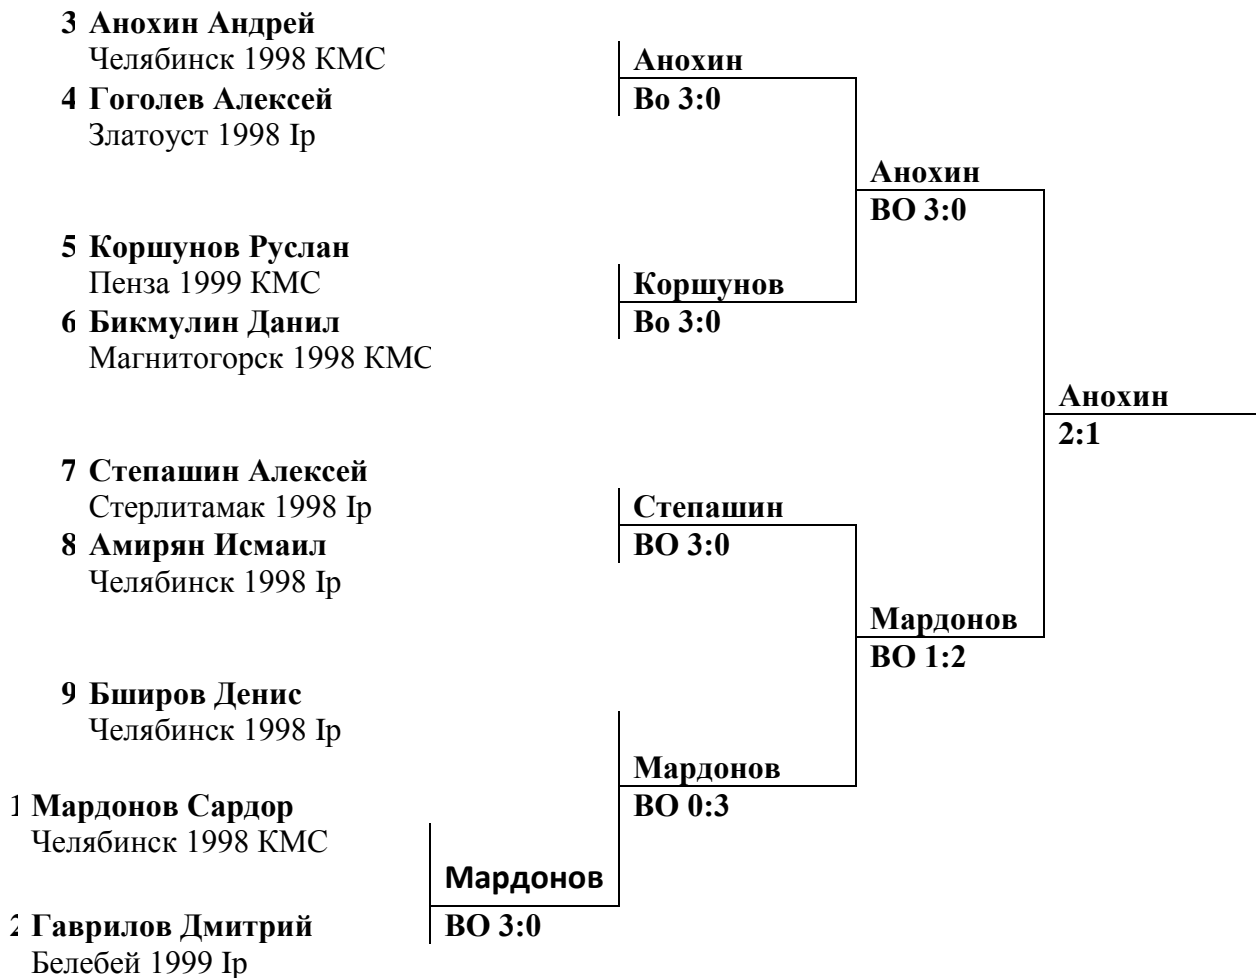 3 Анохин Андрей
Челябинск 1998 КМС
Анохин
4 Гоголев Алексей
Во 3:0
Златоуст 1998 Iр
Анохин
ВО 3:0
5 Коршунов Руслан
Пенза 1999 КМС
Коршунов
6 Бикмулин Данил
Во 3:0
Магнитогорск 1998 КМС
Анохин
2:1
7 Степашин Алексей
Стерлитамак 1998 Iр
Степашин
8 Амирян Исмаил
ВО 3:0
Челябинск 1998 Iр
Мардонов
ВО 1:2
9 Бширов Денис
Челябинск 1998 Iр
Мардонов
1 Мардонов Сардор
ВО 0:3
Челябинск 1998 КМС
Мардонов
2 Гаврилов Дмитрий
ВО 3:0
Белебей 1999 Iр